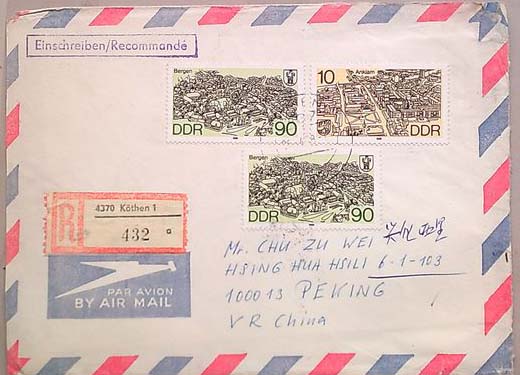 Einschreiben/Recommandé
Bergen
DDR 90
10 Anklam
DDR
Bergen
DDR 90
R
4370 Köthen 1
432 a
PAR AVION
BY AIR MAIL
Mr. CHU ZU WEI
HSING HUA HSILI 6-1-103
100013 PEKING
VR China